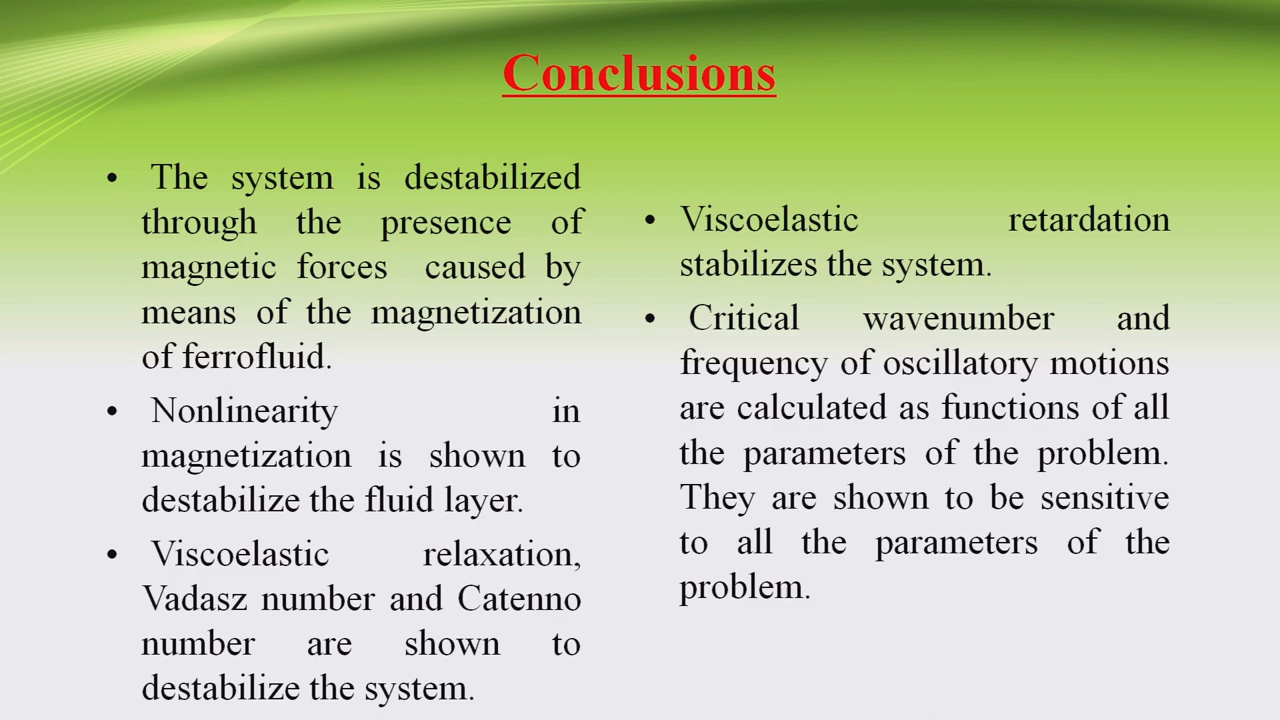 Conclusions
• The system is destabilized
through the presence of
magnetic forces caused by
means of the magnetization
of ferrofluid.
• Nonlinearity in
magnetization is shown to
destabilize the fluid layer.
• Viscoelastic relaxation,
Vadasz number and Catenno
number are shown to
destabilize the system.
• Viscoelastic retardation
stabilizes the system.
• Critical wavenumber and
frequency of oscillatory motions
are calculated as functions of all
the parameters of the problem.
They are shown to be sensitive
to all the parameters of the
problem.